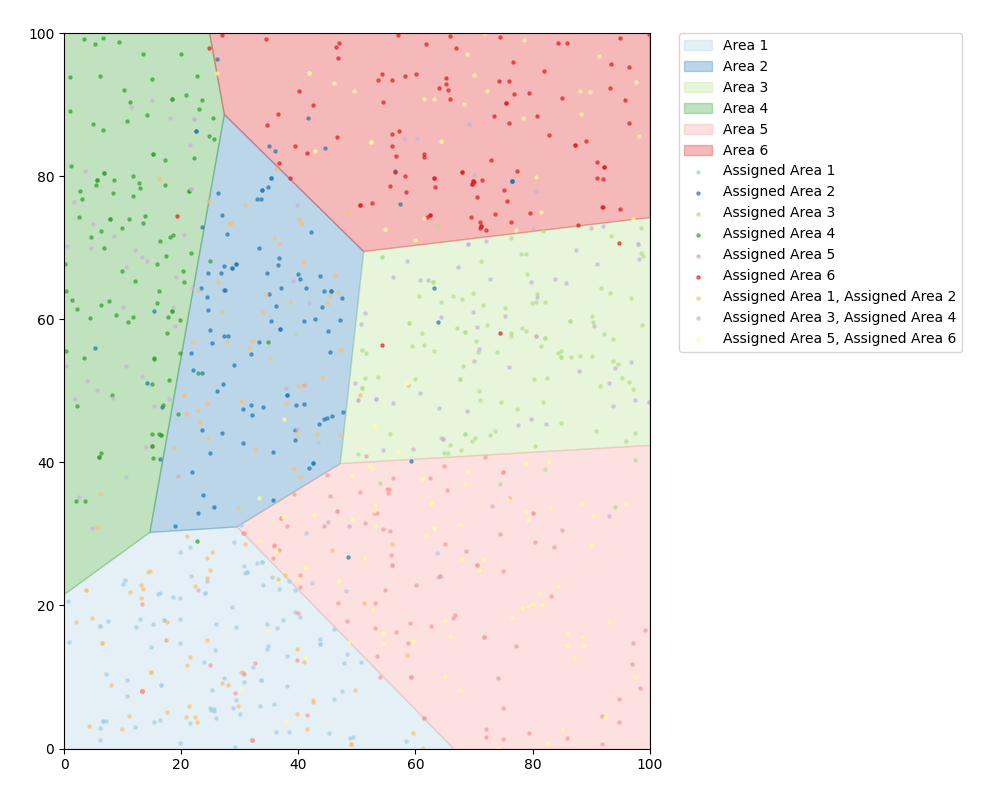 100
80
60
40
20
0
0
20
40
60
80
100
Area 1
Area 2
Area 3
Area 4
Area 5
Area 6
Assigned Area 1
Assigned Area 2
Assigned Area 3
Assigned Area 4
Assigned Area 5
Assigned Area 6
Assigned Area 1, Assigned Area 2
Assigned Area 3, Assigned Area 4
Assigned Area 5, Assigned Area 6